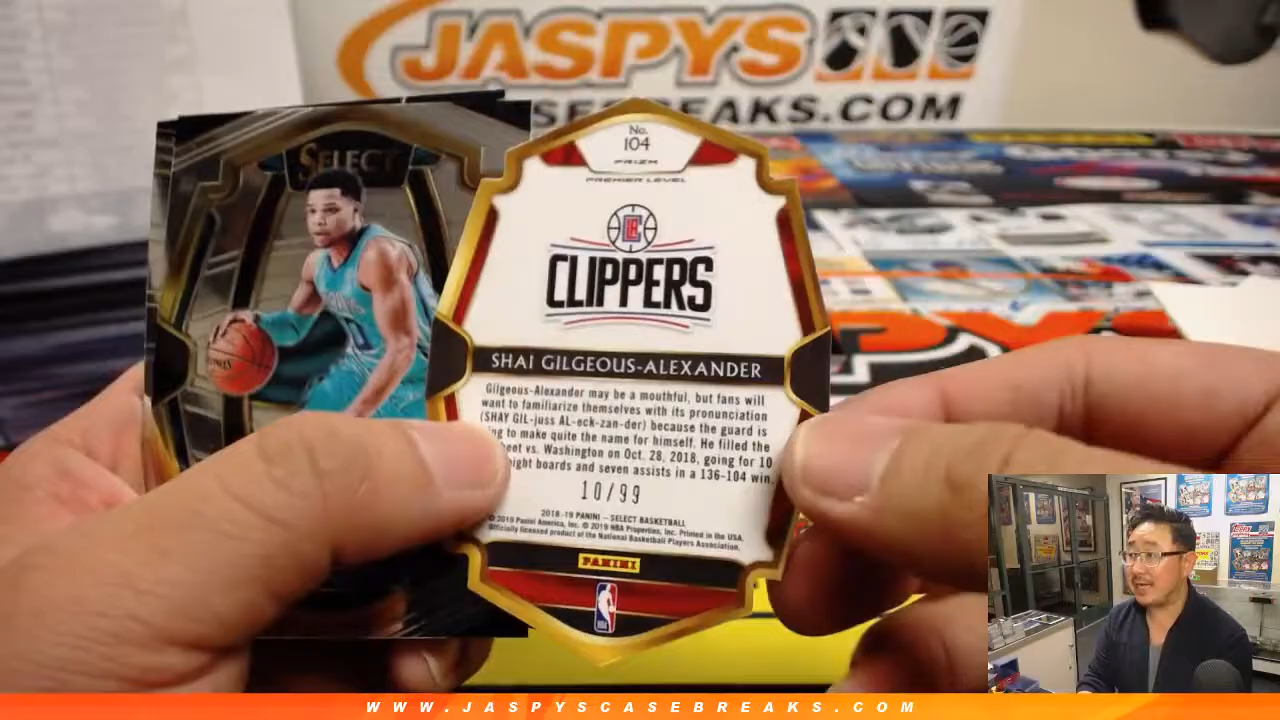 JASPYS
CASEBREAKS.COM
SELECT
No.
104
PRIZM
PREMIER LEVEL
CLIPPERS
SHAI GILGEOUS-ALEXANDER
Gilgeous-Alexander may be a mouthful, but fans will
want to familiarize themselves with its pronunciation
(SHAY GIL-juss AL-eck-zan-der) because the guard is
to make quite the name for himself. He filled the
vs. Washington on Oct. 28, 2018, going for 10
boards and seven assists in a 136-104 win.
10/99
2018-19 PANINI – SELECT BASKETBALL
© 2019 Panini America, Inc. © 2019 NBA Properties, Inc. Printed in the USA.
Officially licensed product of the National Basketball Players Association.
PANINI
WWW.JASPYSCASEBREAKS.COM